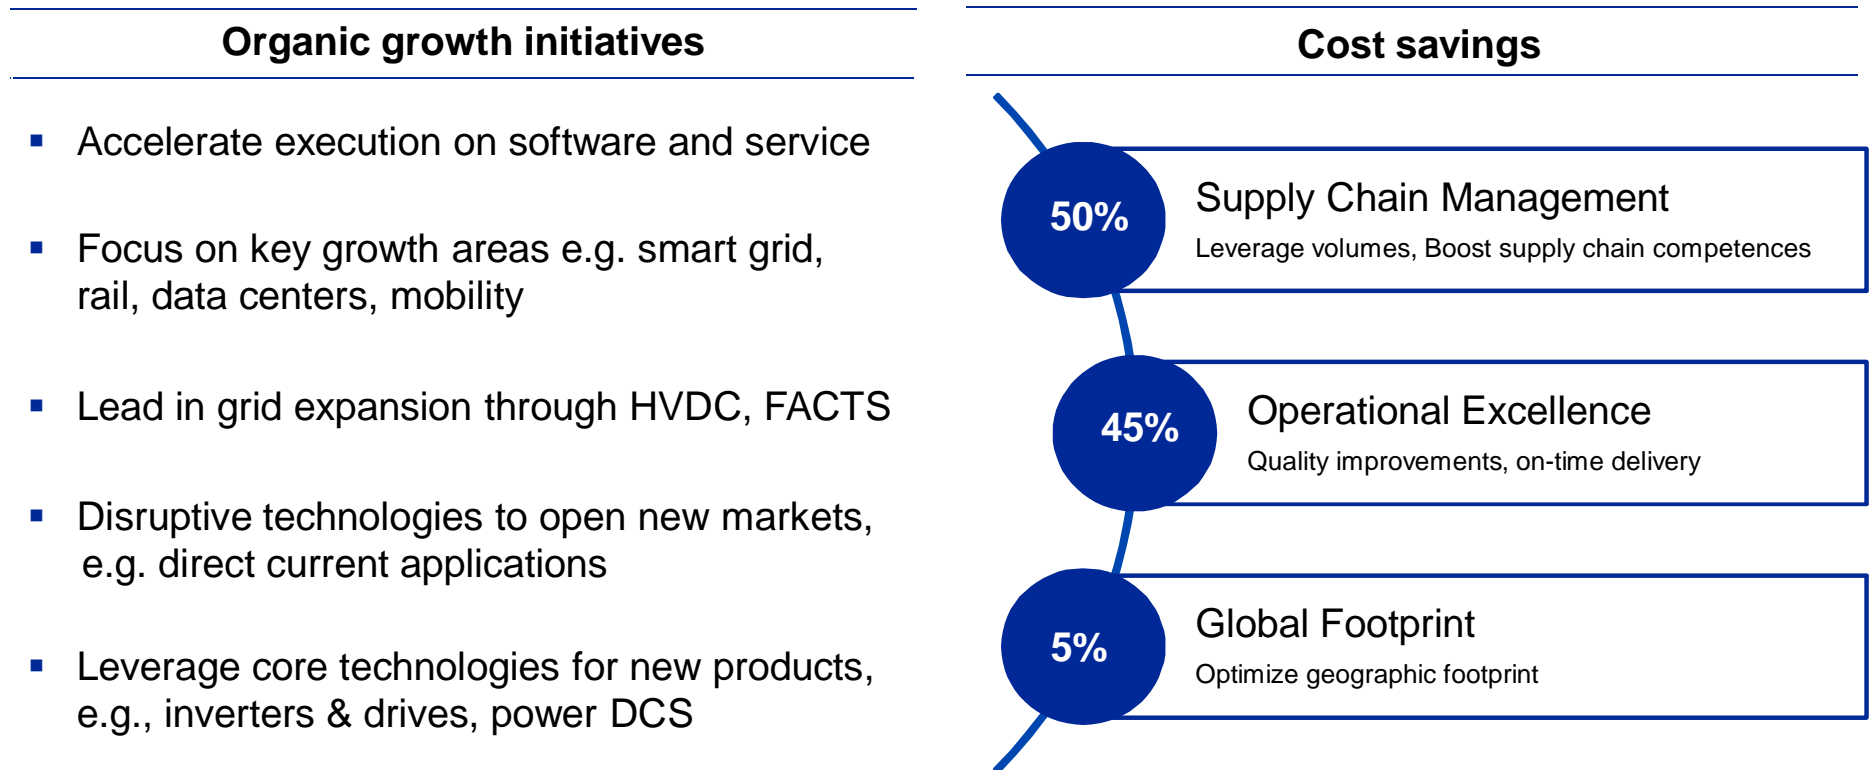 Organic growth initiatives
▪ Accelerate execution on software and service
▪ Focus on key growth areas e.g. smart grid,
rail, data centers, mobility
▪ Lead in grid expansion through HVDC, FACTS
▪ Disruptive technologies to open new markets,
e.g. direct current applications
▪ Leverage core technologies for new products,
e.g., inverters & drives, power DCS
Cost savings
50%
Supply Chain Management
Leverage volumes, Boost supply chain competences
45%
Operational Excellence
Quality improvements, on-time delivery
5%
Global Footprint
Optimize geographic footprint